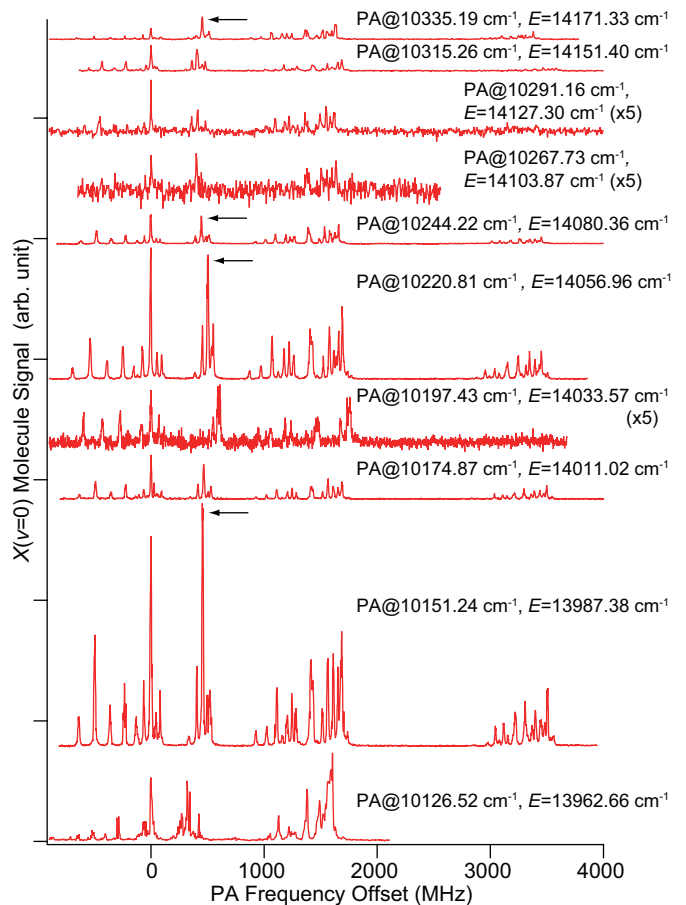 PA@10335.19 cm⁻¹, E=14171.33 cm⁻¹
PA@10315.26 cm⁻¹, E=14151.40 cm⁻¹
PA@10291.16 cm⁻¹,
E=14127.30 cm⁻¹ (x5)
PA@10267.73 cm⁻¹,
E=14103.87 cm⁻¹ (x5)
PA@10244.22 cm⁻¹, E=14080.36 cm⁻¹
PA@10220.81 cm⁻¹, E=14056.96 cm⁻¹
PA@10197.43 cm⁻¹, E=14033.57 cm⁻¹
(x5)
PA@10174.87 cm⁻¹, E=14011.02 cm⁻¹
PA@10151.24 cm⁻¹, E=13987.38 cm⁻¹
PA@10126.52 cm⁻¹, E=13962.66 cm⁻¹
X(v=0) Molecule Signal (arb. unit)
0 1000 2000 3000 4000
PA Frequency Offset (MHz)